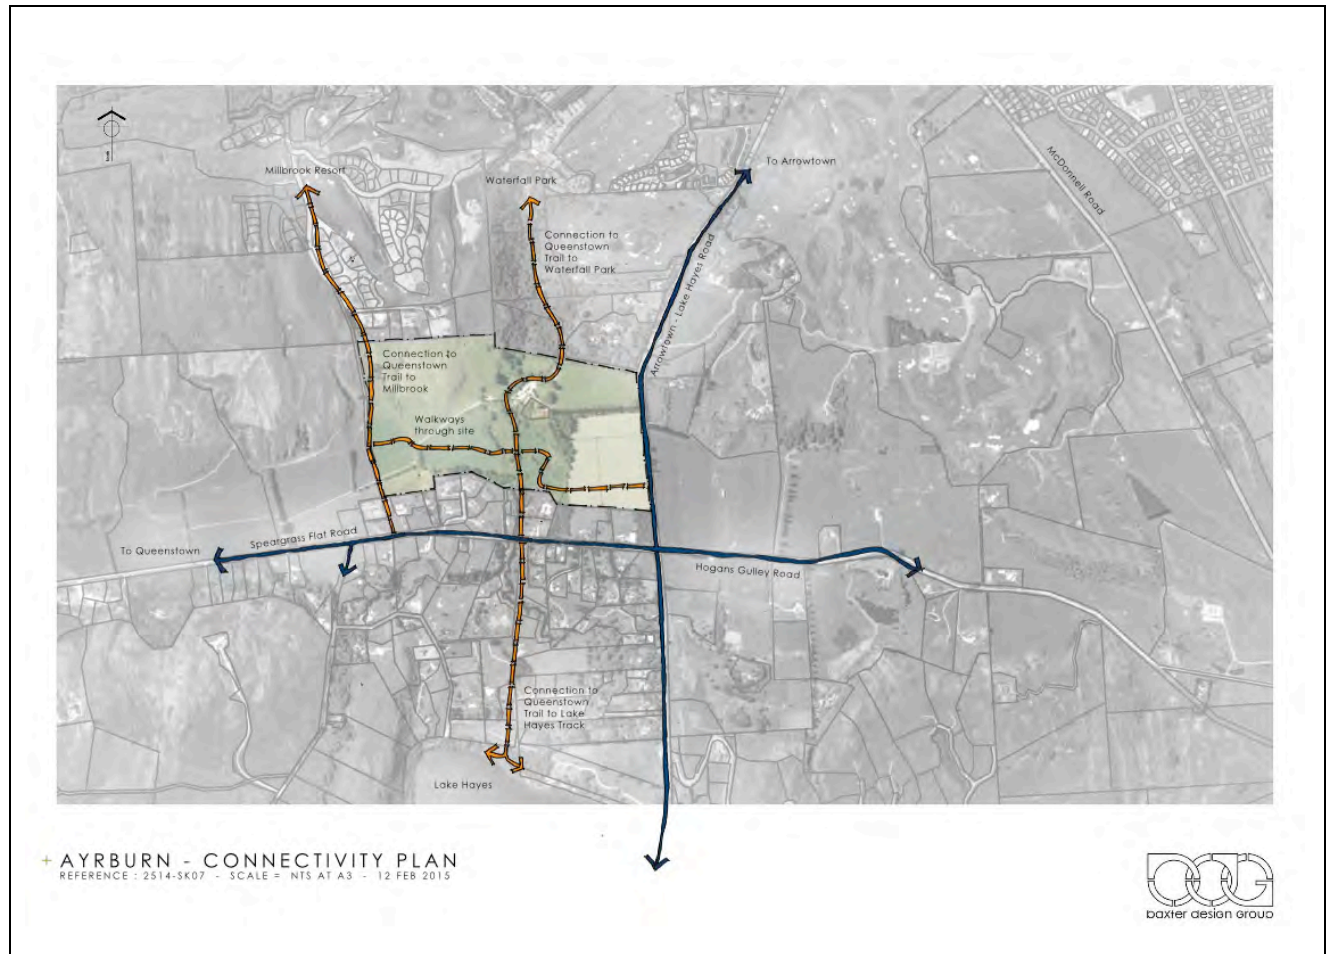 To Arrowtown
McDonnell Road
Millbrook Resort
Waterfall Park
Connection to
Queenstown
Trail to
Waterfall Park
Arrowtown - Lake Hayes Road
Connection to
Queenstown
Trail to
Millbrook
Walkways
through site
Speargrass Flat Road
To Queenstown
Hogans Gulley Road
Connection to
Queenstown
Trail to Lake
Hayes Track
Lake Hayes
+ AYRBURN - CONNECTIVITY PLAN
REFERENCE : 2514-SK07 - SCALE = NTS AT A3 - 12 FEB 2015
baxter design group